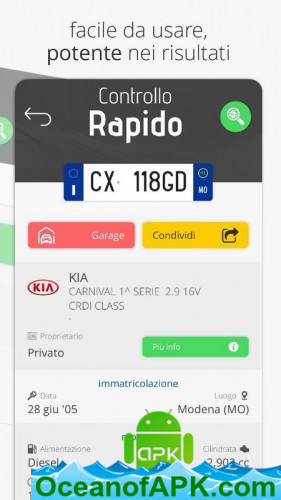 facile da usare,
potente nei risultati
Controllo
Rapido
I CX 118GD MO
Garage
Condividi
KIA
KIA
CARNIVAL 1^ SERIE 2.9 16V
CRDI CLASS
-
Proprietario
Privato
Più info
immatricolazione
Data
Luogo
28 giu '05
Modena (MO)
mo
Alimentazione
Cilindrata
Diesel
2.902 cc
apk
OceanofAPK.com